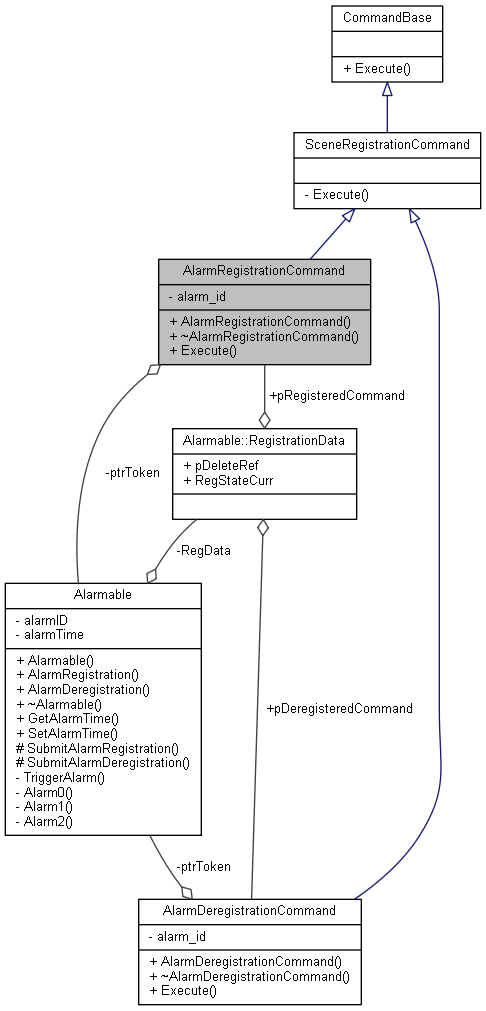 CommandBase
+ Execute()
SceneRegistrationCommand
- Execute()
AlarmRegistrationCommand
- alarm_id
+ AlarmRegistrationCommand()
+ ~AlarmRegistrationCommand()
+ Execute()
+pRegisteredCommand
Alarmable::RegistrationData
+ pDeleteRef
+ RegStateCurr
-ptrToken
-RegData
Alarmable
- alarmID
- alarmTime
+ Alarmable()
+ AlarmRegistration()
+ AlarmDeregistration()
+ ~Alarmable()
+ GetAlarmTime()
+ SetAlarmTime()
# SubmitAlarmRegistration()
# SubmitAlarmDeregistration()
- TriggerAlarm()
- Alarm0()
- Alarm1()
- Alarm2()
+pDeregisteredCommand
-ptrToken
AlarmDeregistrationCommand
- alarm_id
+ AlarmDeregistrationCommand()
+ ~AlarmDeregistrationCommand()
+ Execute()